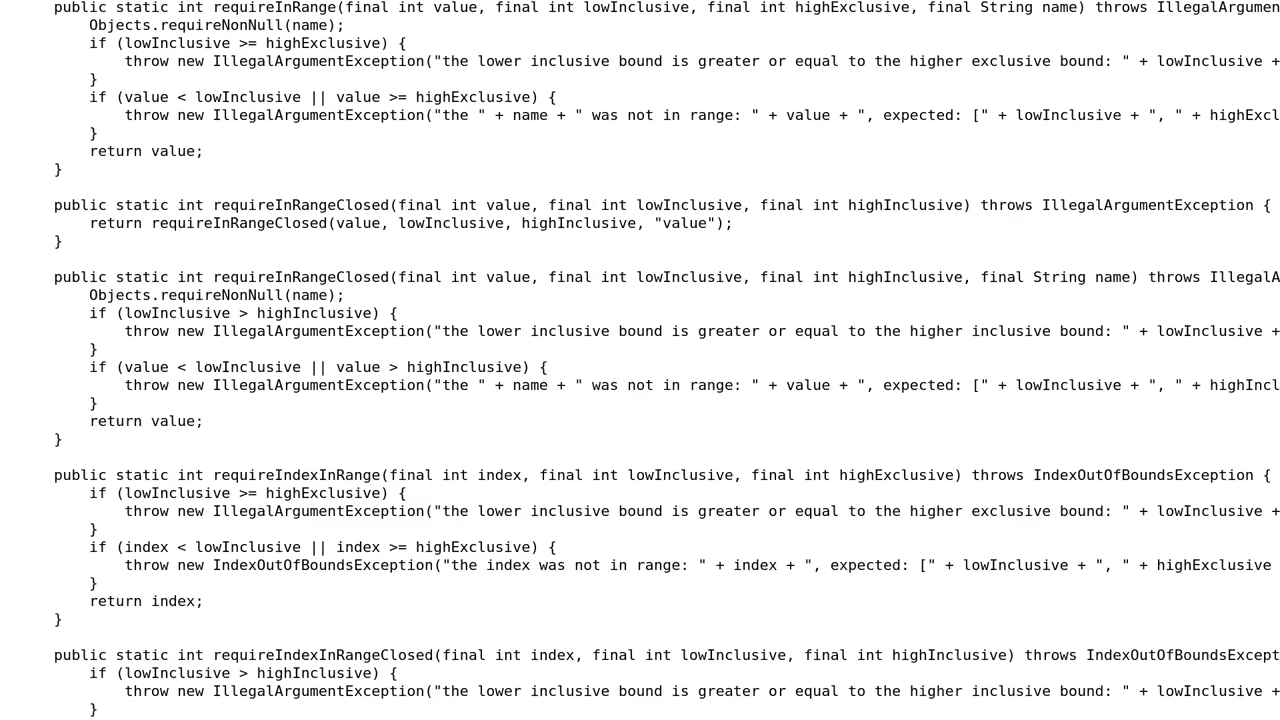 public static int requireInRange(final int value, final int lowInclusive, final int highExclusive, final String name) throws IllegalArgumen
Objects.requireNonNull(name);
if (lowInclusive >= highExclusive) {
throw new IllegalArgumentException("the lower inclusive bound is greater or equal to the higher exclusive bound: " + lowInclusive +
}
if (value < lowInclusive || value >= highExclusive) {
throw new IllegalArgumentException("the " + name + " was not in range: " + value + ", expected: [" + lowInclusive + ", " + highExcl
}
return value;
}
public static int requireInRangeClosed(final int value, final int lowInclusive, final int highInclusive) throws IllegalArgumentException {
return requireInRangeClosed(value, lowInclusive, highInclusive, "value");
}
public static int requireInRangeClosed(final int value, final int lowInclusive, final int highInclusive, final String name) throws IllegalA
Objects.requireNonNull(name);
if (lowInclusive > highInclusive) {
throw new IllegalArgumentException("the lower inclusive bound is greater or equal to the higher inclusive bound: " + lowInclusive +
}
if (value < lowInclusive || value > highInclusive) {
throw new IllegalArgumentException("the " + name + " was not in range: " + value + ", expected: [" + lowInclusive + ", " + highIncl
}
return value;
}
public static int requireIndexInRange(final int index, final int lowInclusive, final int highExclusive) throws IndexOutOfBoundsException {
if (lowInclusive >= highExclusive) {
throw new IllegalArgumentException("the lower inclusive bound is greater or equal to the higher exclusive bound: " + lowInclusive +
}
if (index < lowInclusive || index >= highExclusive) {
throw new IndexOutOfBoundsException("the index was not in range: " + index + ", expected: [" + lowInclusive + ", " + highExclusive
}
return index;
}
public static int requireIndexInRangeClosed(final int index, final int lowInclusive, final int highInclusive) throws IndexOutOfBoundsExcept
if (lowInclusive > highInclusive) {
throw new IllegalArgumentException("the lower inclusive bound is greater or equal to the higher inclusive bound: " + lowInclusive +
}